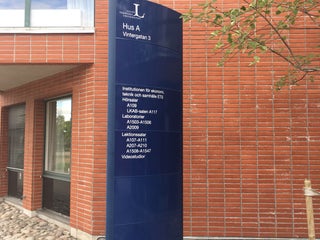 Hus A
Vintergatan 3
Institutionen för ekonomi,
teknik och samhälle ETS
Hörsalar
A109
LKAB-salen A117
Laboratorier
A1503-A1506
A2009
Lektionssalar
A107-A111
A207-A210
A1508-A1547
Videostudior